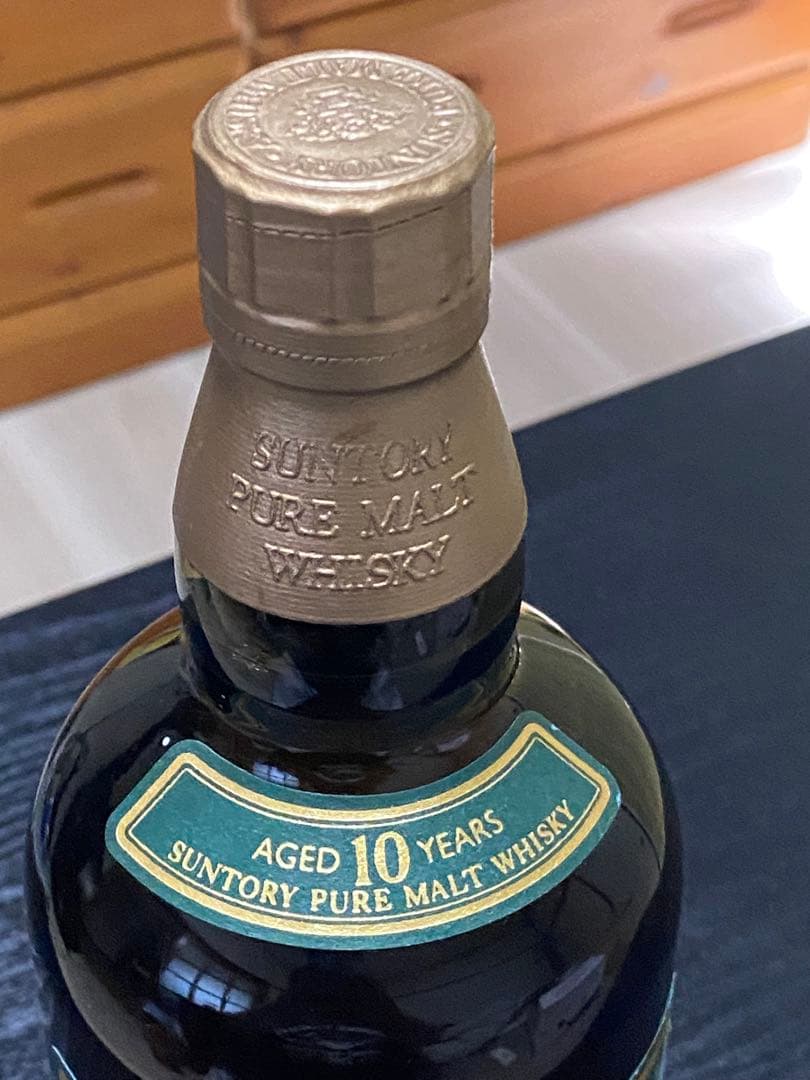 SUNTORY
PURE MALT
WHISKY
AGED 10 YEARS
SUNTORY PURE MALT WHISKY